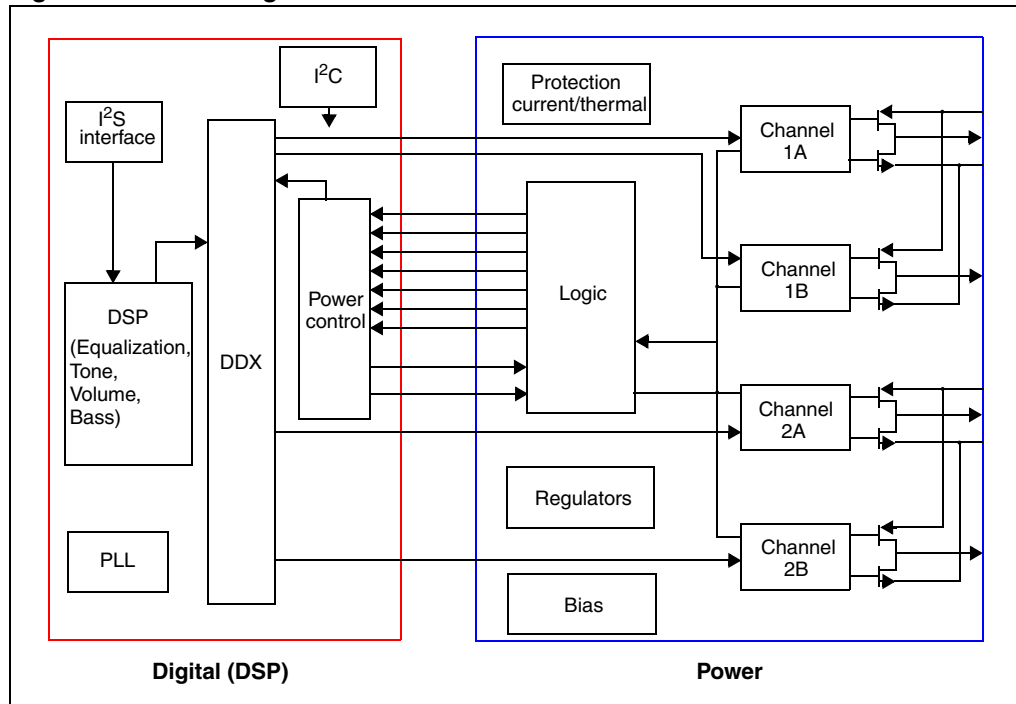 I2C
I2S
interface
Protection
current/thermal
Channel
1A
Channel
1B
Logic
Power
control
DSP
(Equalization,
Tone,
Volume,
Bass)
DDX
Channel
2A
Regulators
PLL
Channel
2B
Bias
Digital (DSP)
Power